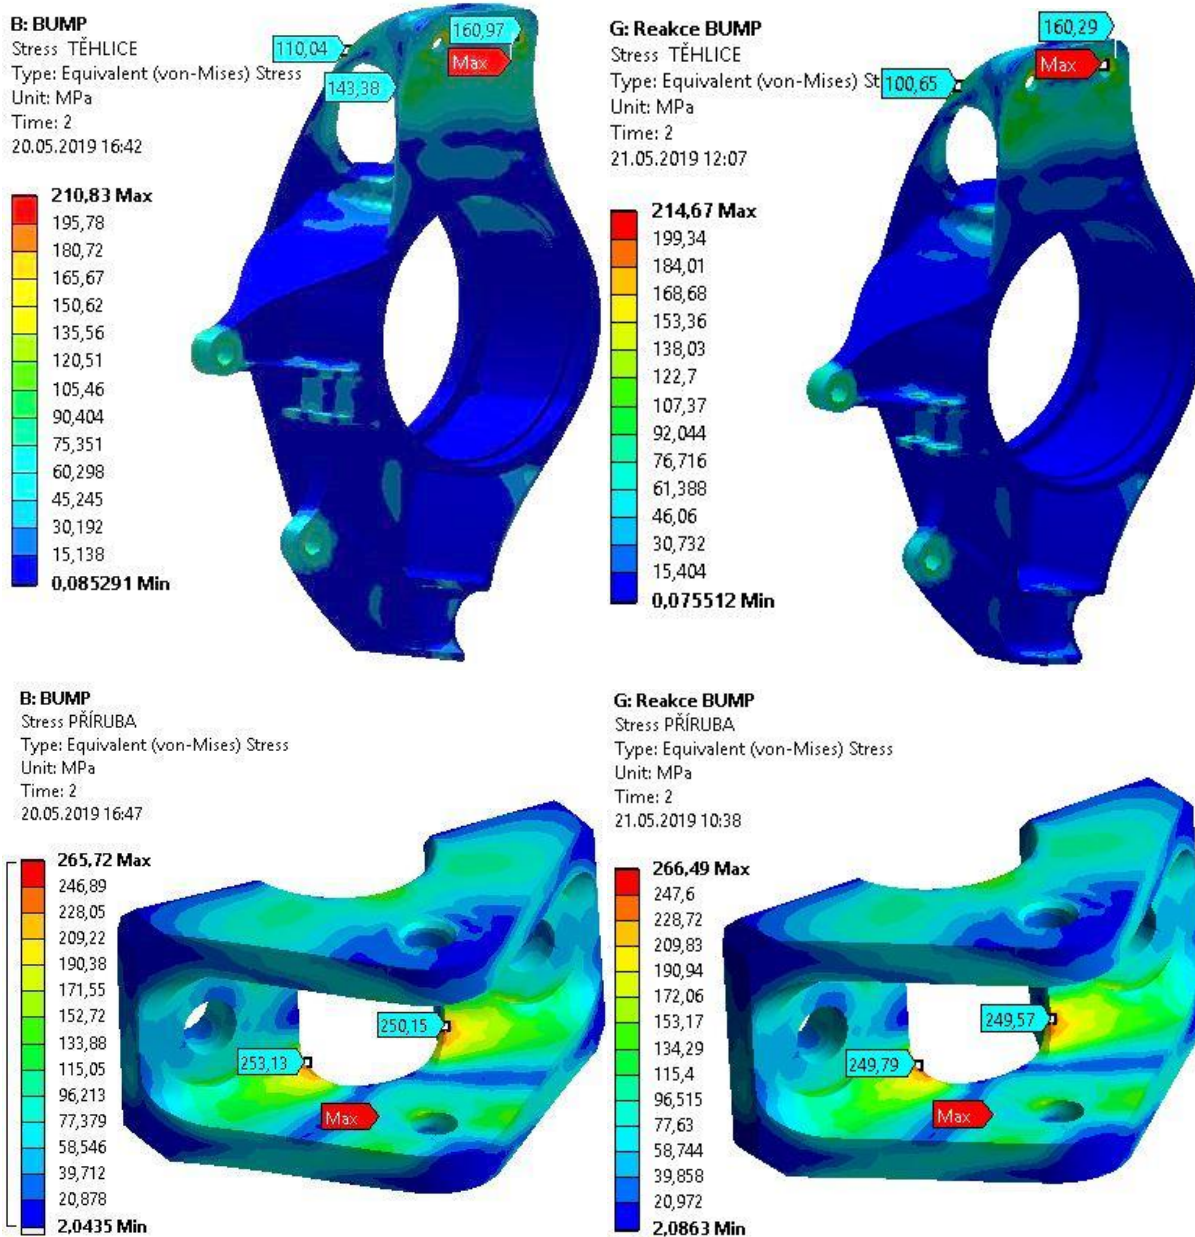 B: BUMP
Stress TĚHLICE
Type: Equivalent (von-Mises) Stress
Unit: MPa
Time: 2
20.05.2019 16:42
210,83 Max
195,78
180,72
165,67
150,62
135,56
120,51
105,46
90,404
75,351
60,298
45,245
30,192
15,138
0,085291 Min
110,04
143,38
160,97
Max
G: Reakce BUMP
Stress TĚHLICE
Type: Equivalent (von-Mises) St
Unit: MPa
Time: 2
21.05.2019 12:07
214,67 Max
199,34
184,01
168,68
153,36
138,03
122,7
107,37
92,044
76,716
61,388
46,06
30,732
15,404
0,075512 Min
100,65
160,29
Max
B: BUMP
Stress PŘÍRUBA
Type: Equivalent (von-Mises) Stress
Unit: MPa
Time: 2
20.05.2019 16:47
265,72 Max
246,89
228,05
209,22
190,38
171,55
152,72
133,88
115,05
96,213
77,379
58,546
39,712
20,878
2,0435 Min
250,15
253,13
Max
G: Reakce BUMP
Stress PŘÍRUBA
Type: Equivalent (von-Mises) Stress
Unit: MPa
Time: 2
21.05.2019 10:38
266,49 Max
247,6
228,72
209,83
190,94
172,06
153,17
134,29
115,4
96,515
77,63
58,744
39,858
20,972
2,0863 Min
249,57
249,79
Max